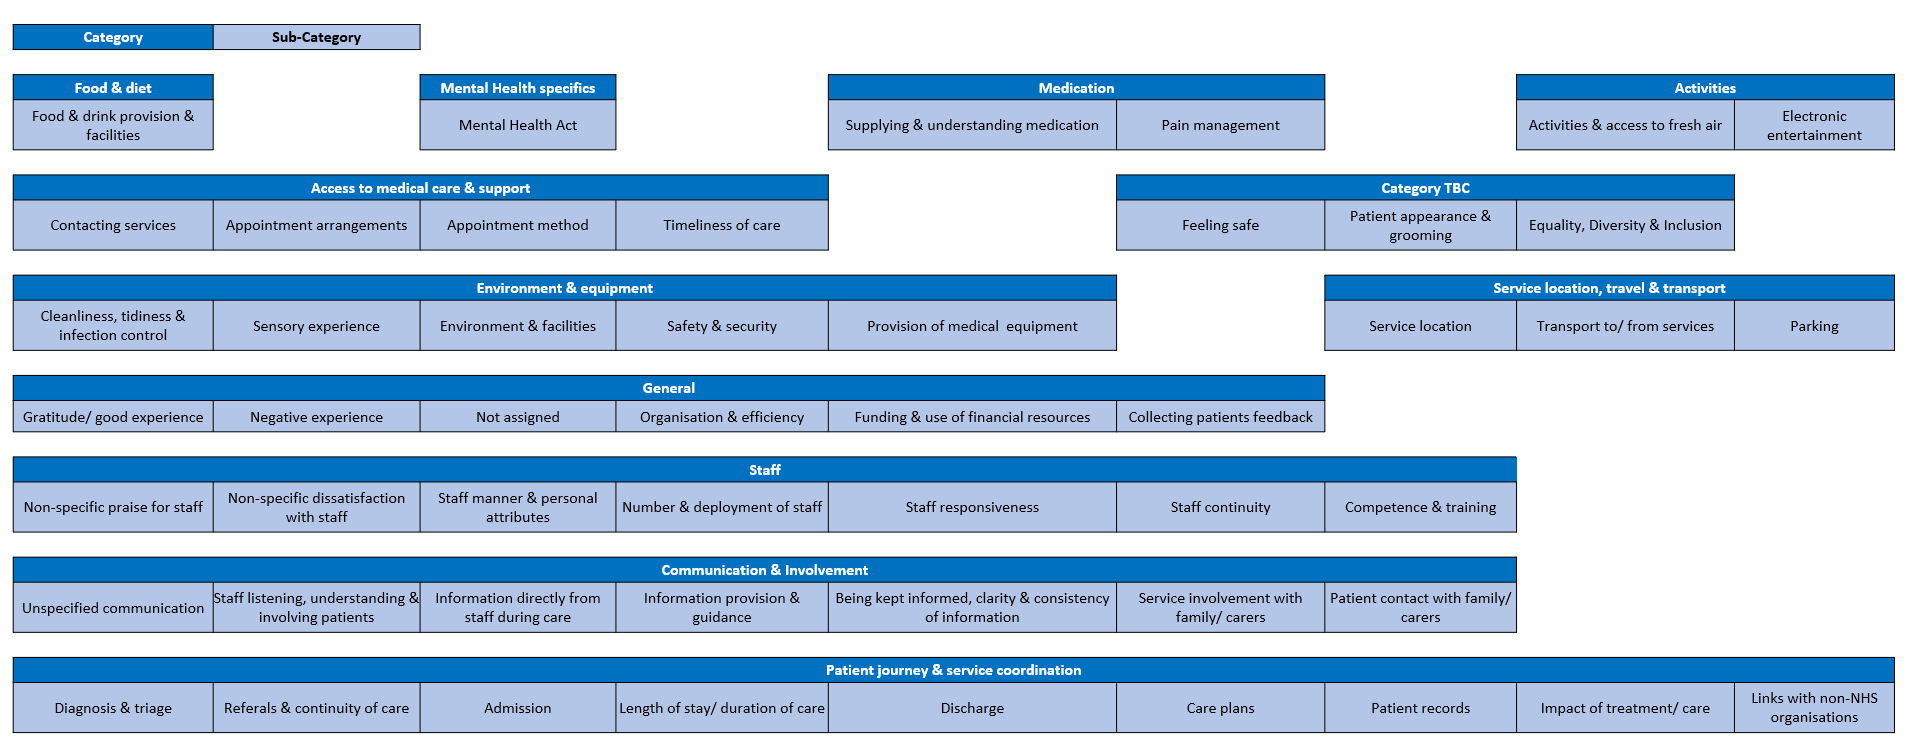 Category
Sub-Category
Food & diet
Mental Health specifics
Medication
Activities
Food & drink provision &
facilities
Mental Health Act
Supplying & understanding medication
Pain management
Activities & access to fresh air
Electronic
entertainment
Access to medical care & support
Category TBC
Contacting services
Appointment arrangements
Appointment method
Timeliness of care
Feeling safe
Patient appearance &
grooming
Equality, Diversity & Inclusion
Environment & equipment
Service location, travel & transport
Cleanliness, tidiness &
infection control
Sensory experience
Environment & facilities
Safety & security
Provision of medical  equipment
Service location
Transport to/ from services
Parking
General
Gratitude/ good experience
Negative experience
Not assigned
Organisation & efficiency
Funding & use of financial resources
Collecting patients feedback
Staff
Non-specific praise for staff
Non-specific dissatisfaction
with staff
Staff manner & personal
attributes
Number & deployment of staff
Staff responsiveness
Staff continuity
Competence & training
Communication & Involvement
Unspecified communication
Staff listening, understanding &
involving patients
Information directly from
staff during care
Information provision &
guidance
Being kept informed, clarity & consistency
of information
Service involvement with
family/ carers
Patient contact with family/
carers
Patient journey & service coordination
Diagnosis & triage
Referrals & continuity of care
Admission
Length of stay/ duration of care
Discharge
Care plans
Patient records
Impact of treatment/ care
Links with non-NHS
organisations